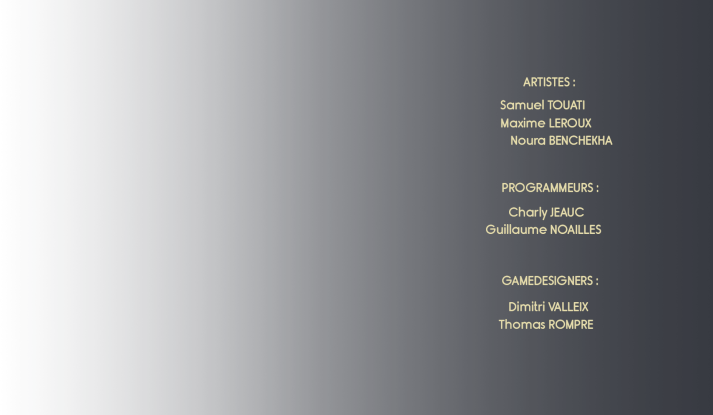 ARTISTES :
Samuel TOUATI
Maxime LEROUX
Noura BENCHEKHA
PROGRAMMEURS :
Charly JEAUC
Guillaume NOAILLES
GAMEDESIGNERS :
Dimitri VALLEIX
Thomas ROMPRE